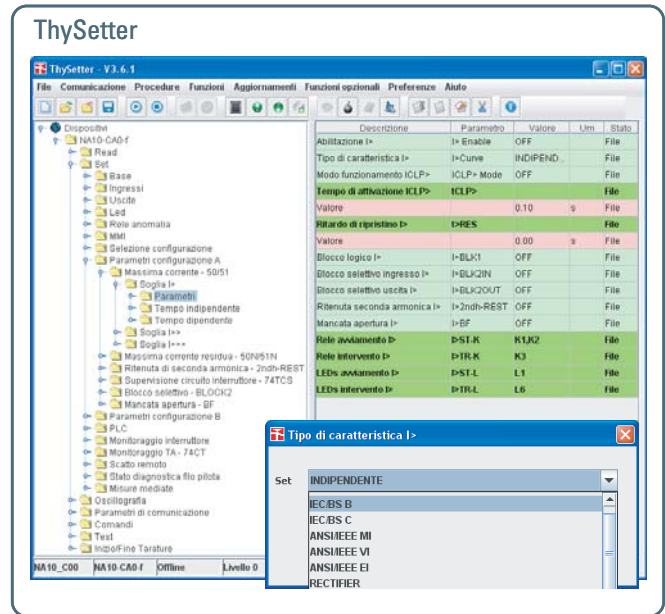 ThySetter
ThySetter - V3.6.1
File Comunicazione Procedure Funzioni Aggiornamenti Funzioni opzionali Preferenze Aiuto
Dispositivi
NA10-CA0-f
Read
Set
Base
Ingressi
Uscite
Led
Rele anomalia
MMI
Selezione configurazione
Parametri configurazione A
Massima corrente - 50/51
Soglia I>
Parametri
Tempo indipendente
Tempo dipendente
Soglia I>>
Soglia I>>>
Massima corrente residua - 50N/51N
Ritenuta di seconda armonica - 2ndh-REST
Supervisione circuito interruttore - 74TCS
Blocco selettivo - BLOCK2
Mancata apertura - BF
Parametri configurazione B
PLC
Monitoraggio interruttore
Monitoraggio TA - 74CT
Scatto remoto
Stato diagnostica filo pilota
Misure mediate
Oscillografia
Parametri di comunicazione
Comandi
Test
Inizio/Fine Tarature
Descrizione Parametro Valore Um Stato
Abilitazione I> I> Enable OFF File
Tipo di caratteristica I> I>Curve INDIPEND... File
Modo funzionamento ICLP> ICLP> Mode OFF File
Tempo di attivazione ICLP> tCLP> File
Valore 0.10 s File
Ritardo di ripristino I> t>RES File
Valore 0.00 s File
Blocco logico I> I>BLK1 OFF File
Blocco selettivo ingresso I> I>BLK2IN OFF File
Blocco selettivo uscita I> I>BLK2OUT OFF File
Ritenuta seconda armonica I> I>2ndh-REST OFF File
Mancata apertura I> I>BF OFF File
Rele avviamento I> I>ST-K K1,K2 File
Rele intervento I> I>TR-K K3 File
LEDs avviamento I> I>ST-L L1 File
LEDs intervento I> I>TR-L L6 File
NA10_C00 NA10-CA0-f Offline Livello 0
Tipo di caratteristica I>
Set INDIPENDENTE
IEC/BS B
IEC/BS C
ANSI/IEEE MI
ANSI/IEEE VI
ANSI/IEEE EI
RECTIFIER